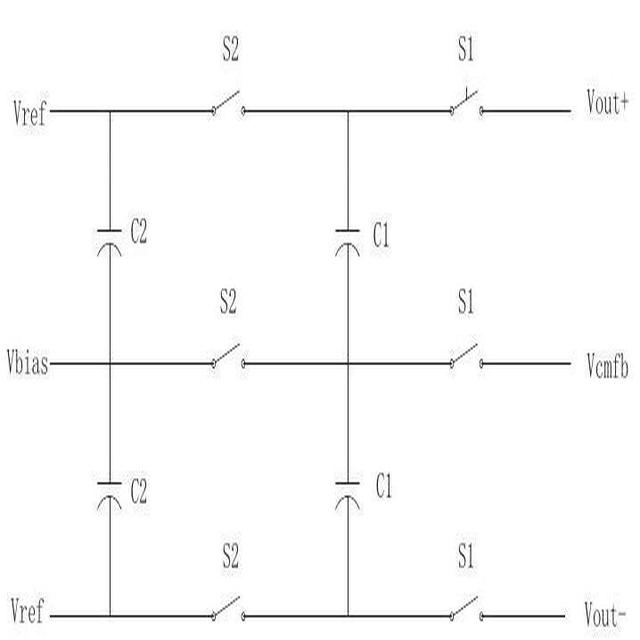 S2 S1
Vref Vout+
C2 C1
S2 S1
Vbias Vcmfb
C2 C1
S2 S1
Vref Vout-